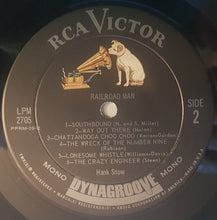 RCA VICTOR
RAILROAD MAN
LPM
2705
SIDE
2
1-SOUTHBOUND (N. and S. Miller)
2-WAY OUT THERE (Nolan)
3-CHATTANOOGA CHOO CHOO (Warren-Gordon)
4-THE WRECK OF THE NUMBER NINE
(Robison)
5-LONESOME WHISTLE (Williams-Davis)
6-THE CRAZY ENGINEER (Steen)
Hank Snow
MONO
DYNAGROOVE
MONO